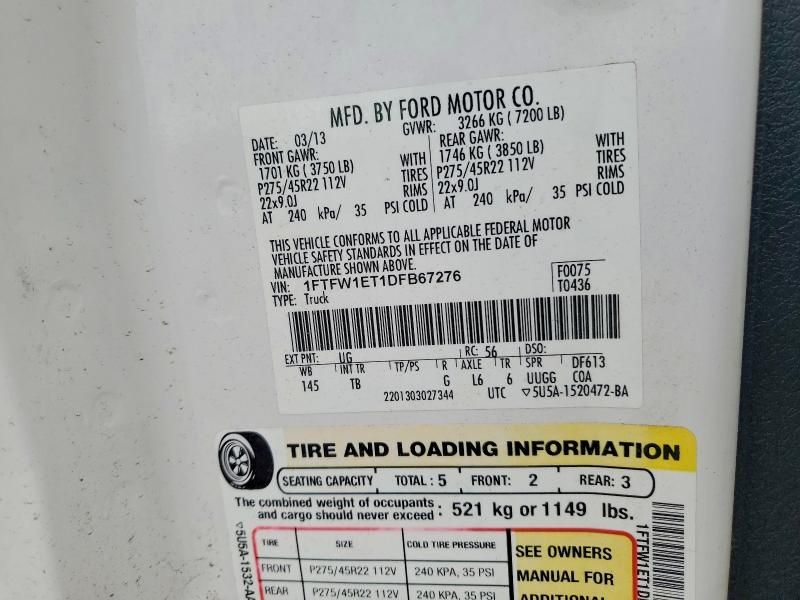 MFD. BY FORD MOTOR CO.
DATE: 03/13 GVWR: 3266 KG ( 7200 LB)
FRONT GAWR: REAR GAWR:
1701 KG ( 3750 LB) WITH 1746 KG ( 3850 LB) WITH
P275/45R22 112V TIRES P275/45R22 112V TIRES
22x9.0J RIMS 22x9.0J RIMS
AT 240 kPa/ 35 PSI COLD AT 240 kPa/ 35 PSI COLD
THIS VEHICLE CONFORMS TO ALL APPLICABLE FEDERAL MOTOR
VEHICLE SAFETY STANDARDS IN EFFECT ON THE DATE OF
MANUFACTURE SHOWN ABOVE.
VIN: 1FTFW1ET1DFB67276 F0075
TYPE: Truck T0436
EXT PNT: UG RC: 56 DSO:
WB INT TR TP/PS R AXLE TR SPR DF613
145 TB G L6 6 UUGG COA
2201303027344 UTC ▽5U5A-1520472-BA
TIRE AND LOADING INFORMATION
SEATING CAPACITY TOTAL : 5 FRONT: 2 REAR: 3
The combined weight of occupants
and cargo should never exceed : 521 kg or 1149 lbs.
TIRE SIZE COLD TIRE PRESSURE
FRONT P275/45R22 112V 240 KPA, 35 PSI
REAR P275/45R22 112V 240 KPA, 35 PSI
SEE OWNERS
MANUAL FOR
ADDITIONAL
▽5U5A-1532-AA
1FTFW1ET1D